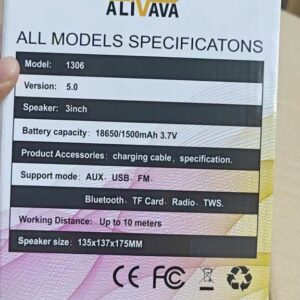 ALIVAVA
ALL MODELS SPECIFICATONS
Model: 1306
Version: 5.0
Speaker: 3inch
Battery capacity: 18650/1500mAh 3.7V
Product Accessories: charging cable, specification.
Support mode: AUX、USB、FM、
Bluetooth、TF Card、Radio、TWS.
Working Distance: Up to 10 meters
Speaker size: 135x137x175MM
CE FC